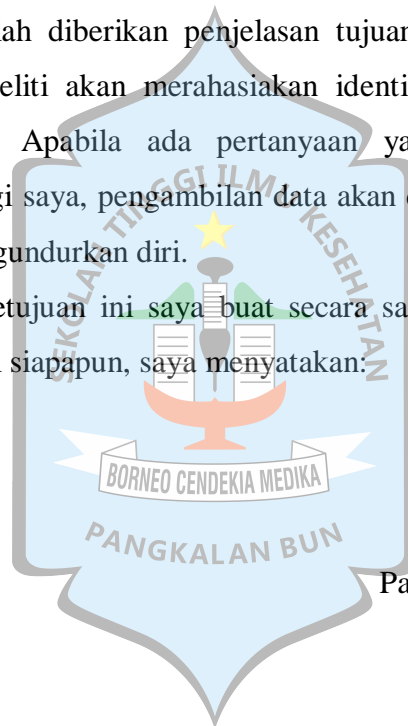 lah diberikan penjelasan tujuan
eliti akan merahasiakan identi
Apabila ada pertanyaan ya
gi saya, pengambilan data akan
gundurkan diri.
etujuan ini saya buat secara sa
siapapun, saya menyatakan:
SEKOLAH TINGGI ILMU KESEHATAN
BORNEO CENDEKIA MEDIKA
PANGKALAN BUN
Pa